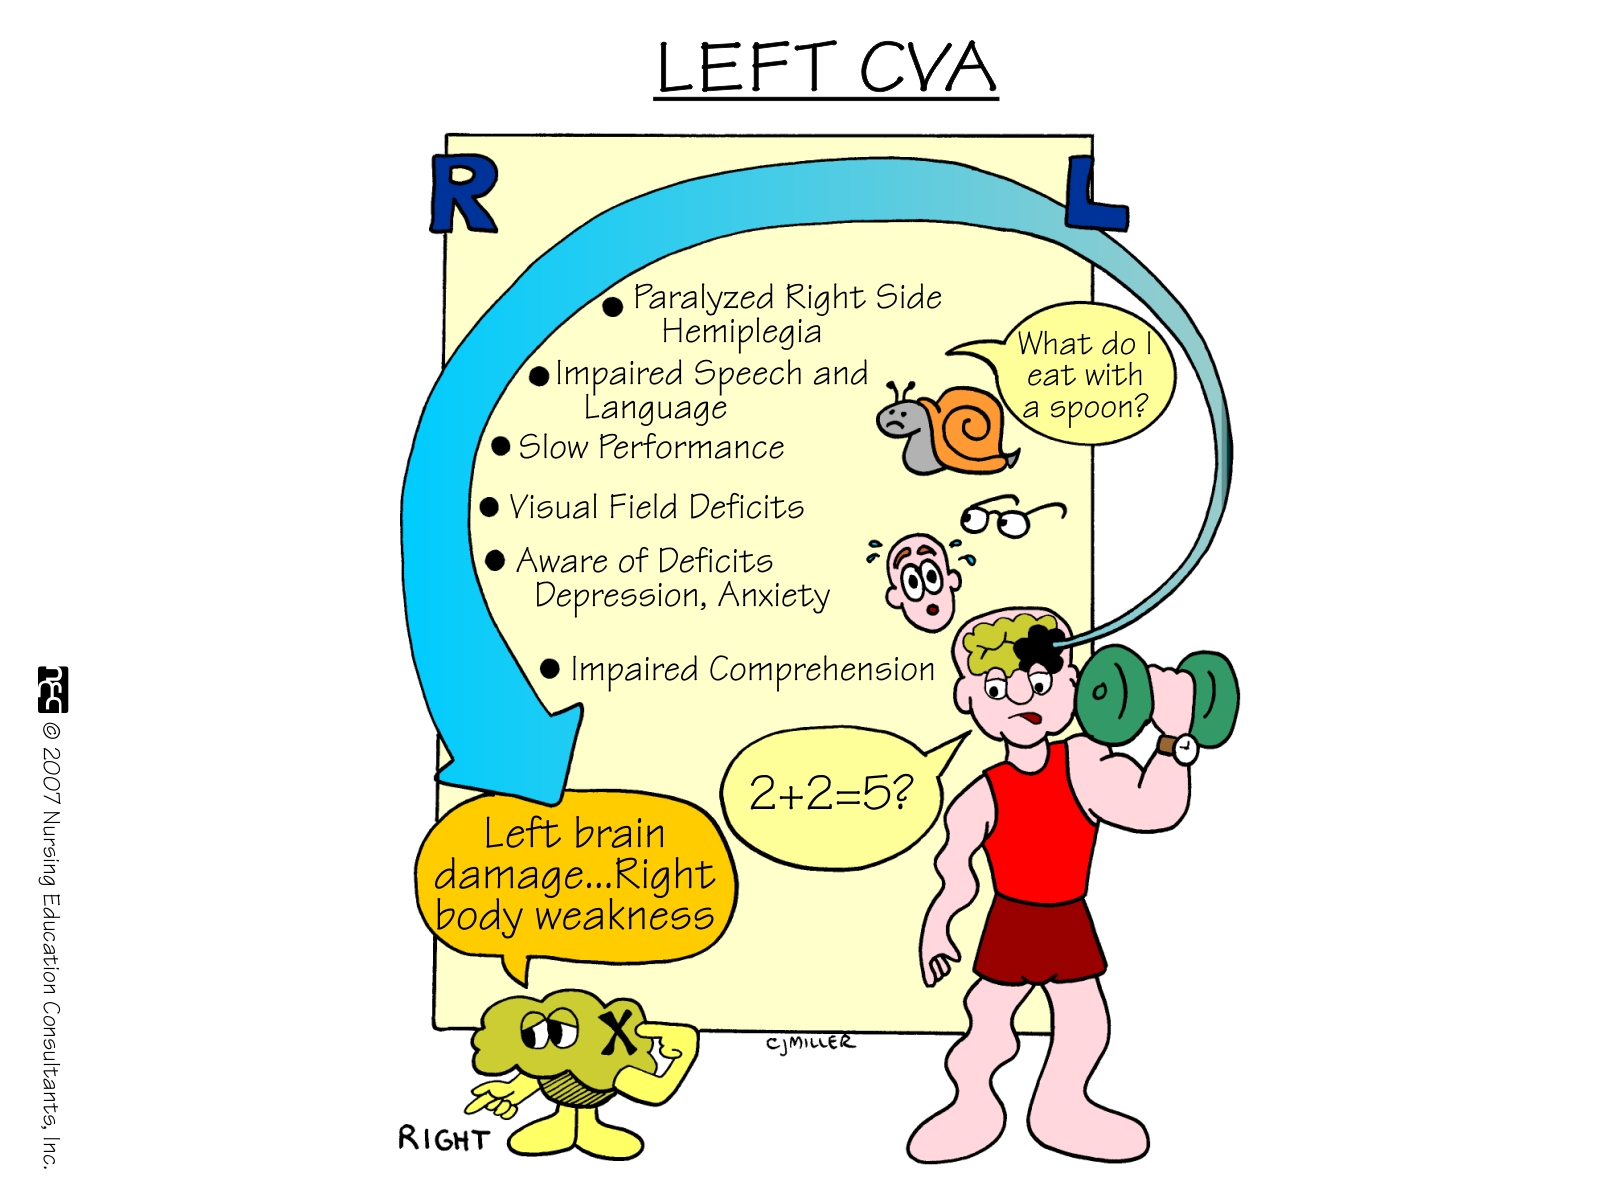 LEFT CVA
R
L
● Paralyzed Right Side
Hemiplegia
● Impaired Speech and
Language
● Slow Performance
● Visual Field Deficits
● Aware of Deficits
Depression, Anxiety
● Impaired Comprehension
What do I
eat with
a spoon?
2+2=5?
Left brain
damage...Right
body weakness
X
RIGHT
CJMILLER
nec
© 2007 Nursing Education Consultants, Inc.